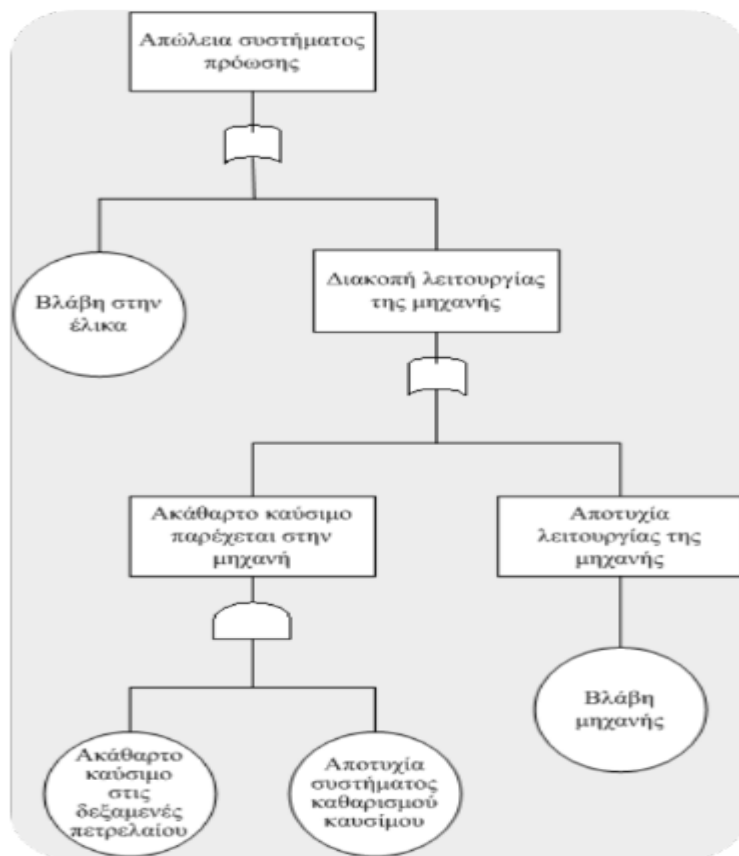 Απώλεια συστήματος
πρόωσης
Βλάβη στην
έλικα
Διακοπή λειτουργίας
της μηχανής
Ακάθαρτο καύσιμο
παρέχεται στην
μηχανή
Αποτυχία
λειτουργίας της
μηχανής
Ακάθαρτο
καύσιμο
στις
δεξαμενές
πετρελαίου
Αποτυχία
συστήματος
καθαρισμού
καυσίμου
Βλάβη
μηχανής